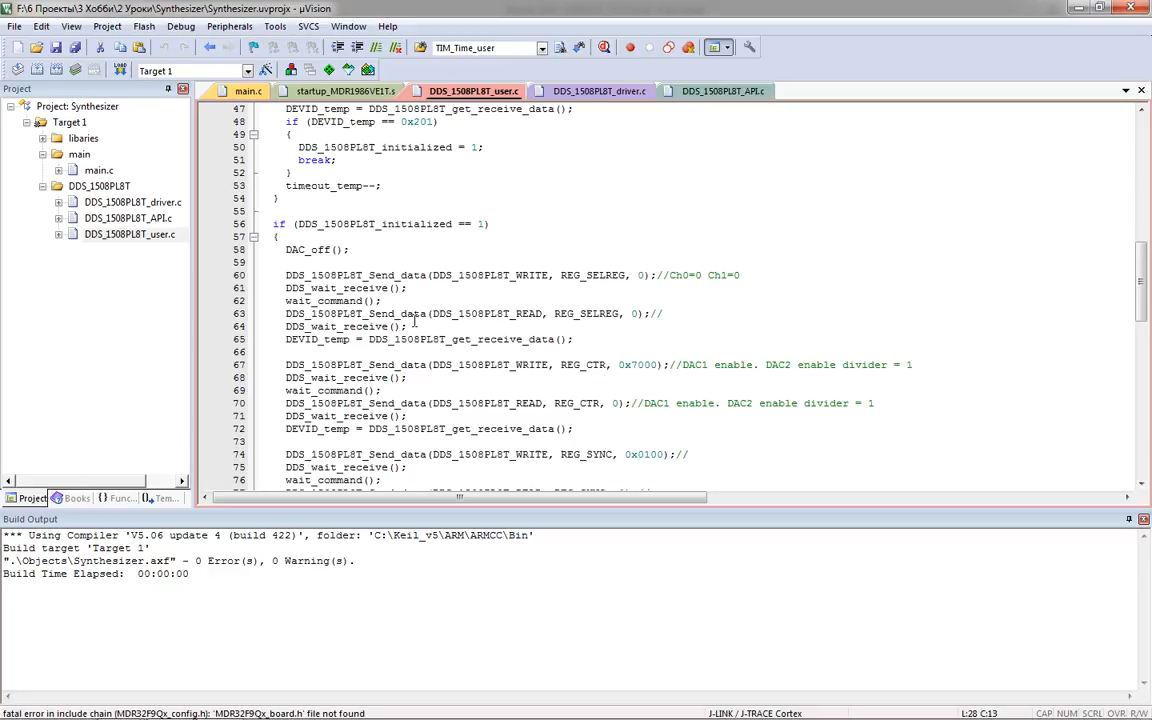 F:\6 Проекты\3 Хобби\2 Уроки\Synthesizer\Synthesizer.uvprojx - µVision
File Edit View Project Flash Debug Peripherals Tools SVCS Window Help
TIM_Time_user
LOAD Target 1
Project
main.c startup_MDR1986VE1T.s DDS_1508PL8T_user.c DDS_1508PL8T_driver.c DDS_1508PL8T_API.c
Project: Synthesizer
Target 1
libaries
main
main.c
DDS_1508PL8T
DDS_1508PL8T_driver.c
DDS_1508PL8T_API.c
DDS_1508PL8T_user.c
47 DEVID_temp = DDS_1508PL8T_get_receive_data();
48 if (DEVID_temp == 0x201)
49 {
50 DDS_1508PL8T_initialized = 1;
51 break;
52 }
53 timeout_temp--;
54 }
55
56 if (DDS_1508PL8T_initialized == 1)
57 {
58 DAC_off();
59
60 DDS_1508PL8T_Send_data(DDS_1508PL8T_WRITE, REG_SELREG, 0);//Ch0=0 Ch1=0
61 DDS_wait_receive();
62 wait_command();
63 DDS_1508PL8T_Send_data(DDS_1508PL8T_READ, REG_SELREG, 0);//
64 DDS_wait_receive();
65 DEVID_temp = DDS_1508PL8T_get_receive_data();
66
67 DDS_1508PL8T_Send_data(DDS_1508PL8T_WRITE, REG_CTR, 0x7000);//DAC1 enable. DAC2 enable divider = 1
68 DDS_wait_receive();
69 wait_command();
70 DDS_1508PL8T_Send_data(DDS_1508PL8T_READ, REG_CTR, 0);//DAC1 enable. DAC2 enable divider = 1
71 DDS_wait_receive();
72 DEVID_temp = DDS_1508PL8T_get_receive_data();
73
74 DDS_1508PL8T_Send_data(DDS_1508PL8T_WRITE, REG_SYNC, 0x0100);//
75 DDS_wait_receive();
76 wait_command();
Project Books {} Func... Tem...
Build Output
*** Using Compiler 'V5.06 update 4 (build 422)', folder: 'C:\Keil_v5\ARM\ARMCC\Bin'
Build target 'Target 1'
".\Objects\Synthesizer.axf" - 0 Error(s), 0 Warning(s).
Build Time Elapsed: 00:00:00
fatal error in include chain (MDR32F9Qx_config.h): 'MDR32F9Qx_board.h' file not found J-LINK / J-TRACE Cortex L:28 C:13 CAP NUM SCRL OVR R/W